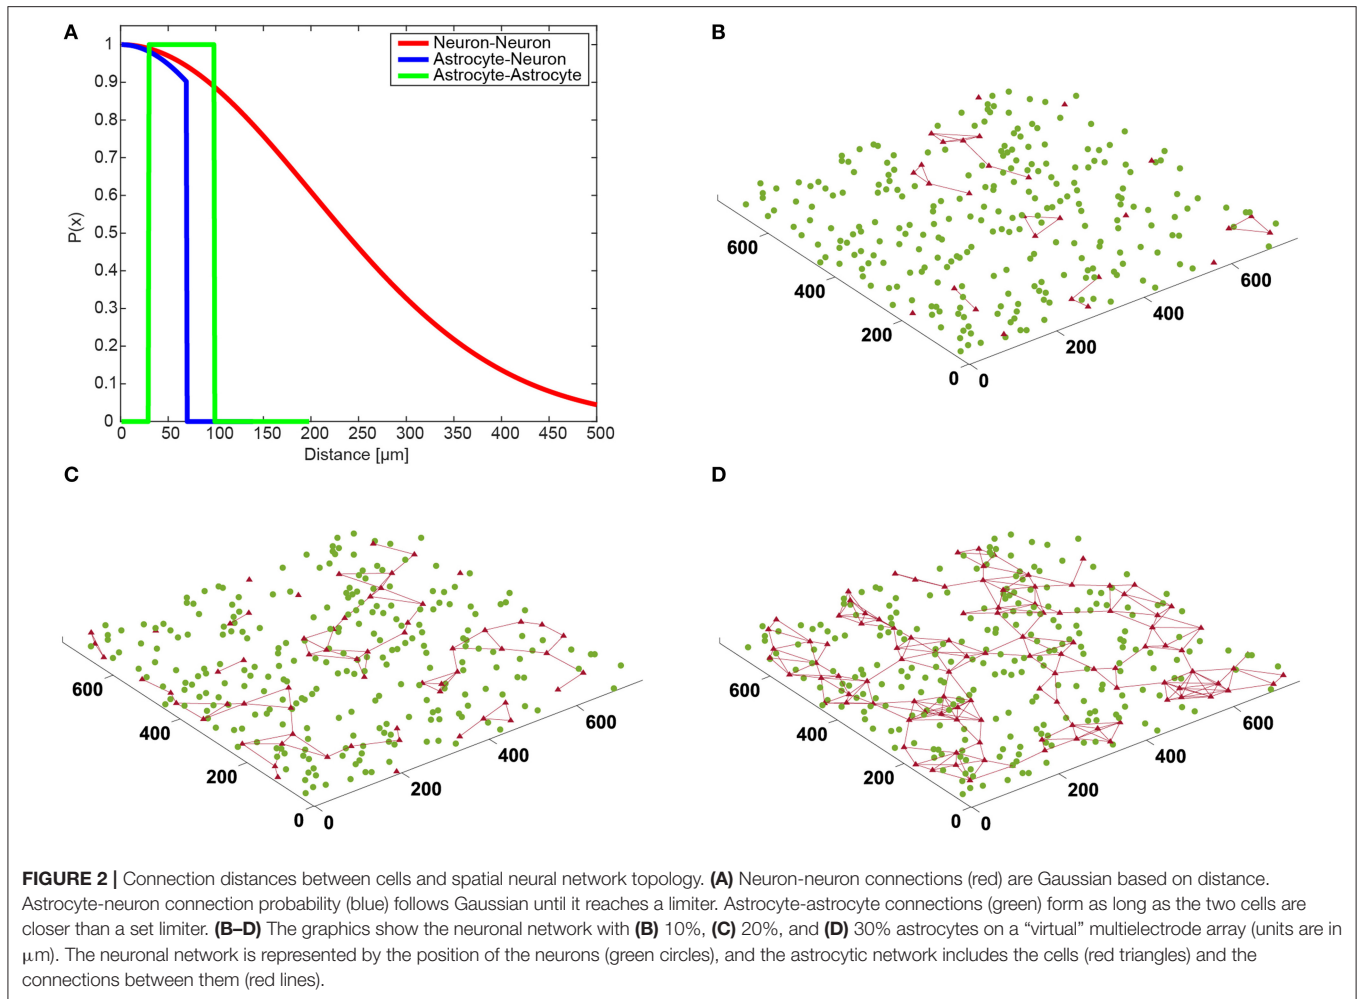 A
1
0.9
0.8
0.7
0.6
0.5
0.4
0.3
0.2
0.1
0
P(x)
Neuron-Neuron
Astrocyte-Neuron
Astrocyte-Astrocyte
0 50 100 150 200 250 300 350 400 450 500
Distance [µm]
B
600
400
200
0 0
200
400
600
C
600
400
200
0 0
200
400
600
D
600
400
200
0 0
200
400
600
FIGURE 2 | Connection distances between cells and spatial neural network topology. (A) Neuron-neuron connections (red) are Gaussian based on distance.
Astrocyte-neuron connection probability (blue) follows Gaussian until it reaches a limiter. Astrocyte-astrocyte connections (green) form as long as the two cells are
closer than a set limiter. (B–D) The graphics show the neuronal network with (B) 10%, (C) 20%, and (D) 30% astrocytes on a “virtual” multielectrode array (units are in
µm). The neuronal network is represented by the position of the neurons (green circles), and the astrocytic network includes the cells (red triangles) and the
connections between them (red lines).